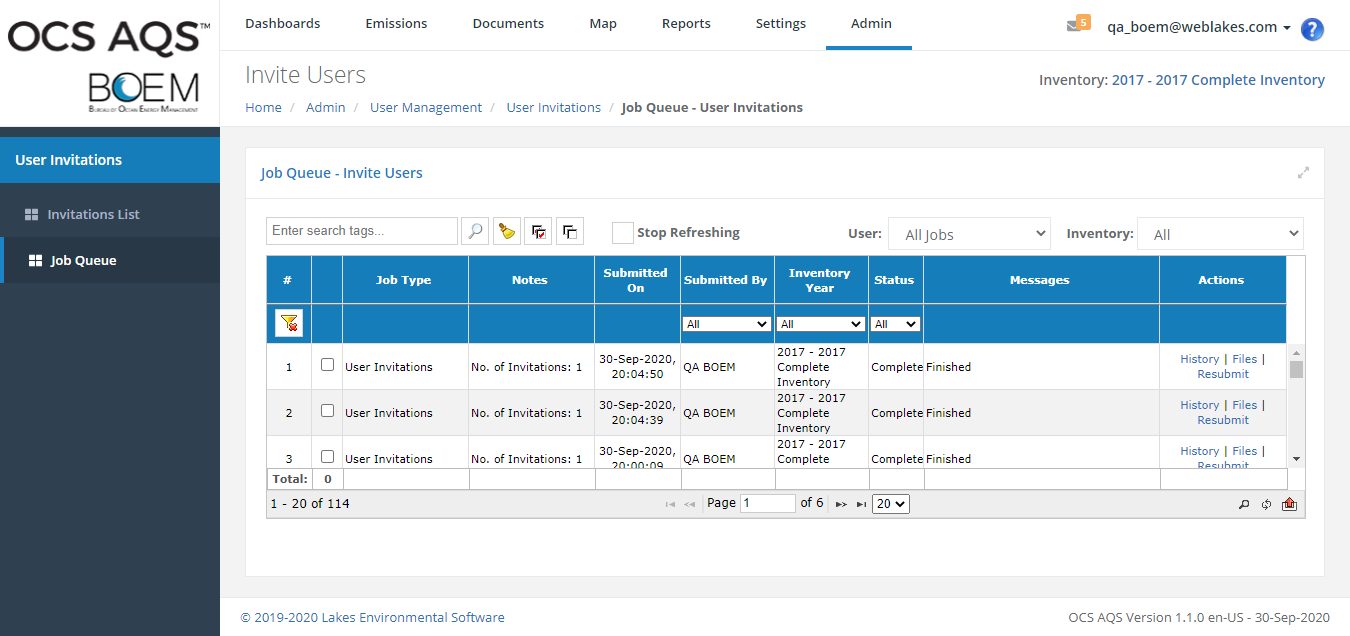 OCS AQS™
BOEM
Bureau of Ocean Energy Management
Dashboards Emissions Documents Map Reports Settings Admin
5
qa_boem@weblakes.com
?
Invite Users
Inventory: 2017 - 2017 Complete Inventory
Home / Admin / User Management / User Invitations / Job Queue - User Invitations
User Invitations
Invitations List
Job Queue
Job Queue - Invite Users
Enter search tags...
Stop Refreshing
User: All Jobs
Inventory: All
# Job Type Notes Submitted On Submitted By Inventory Year Status Messages Actions
All All All
1 User Invitations No. of Invitations: 1 30-Sep-2020, 20:04:50 QA BOEM 2017 - 2017 Complete Inventory Complete Finished History | Files | Resubmit
2 User Invitations No. of Invitations: 1 30-Sep-2020, 20:04:39 QA BOEM 2017 - 2017 Complete Inventory Complete Finished History | Files | Resubmit
3 User Invitations No. of Invitations: 1 30-Sep-2020, 20:00:09 QA BOEM 2017 - 2017 Complete Complete Finished History | Files | Resubmit
Total: 0
1 - 20 of 114
Page 1 of 6
20
© 2019-2020 Lakes Environmental Software
OCS AQS Version 1.1.0 en-US - 30-Sep-2020